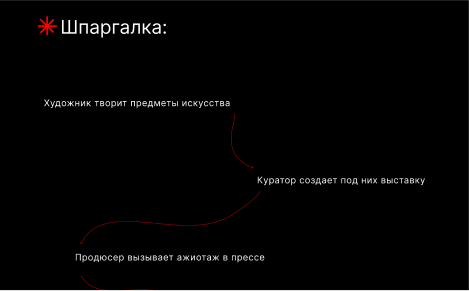 Шпаргалка:
Художник творит предметы искусства
Куратор создает под них выставку
Продюсер вызывает ажиотаж в прессе